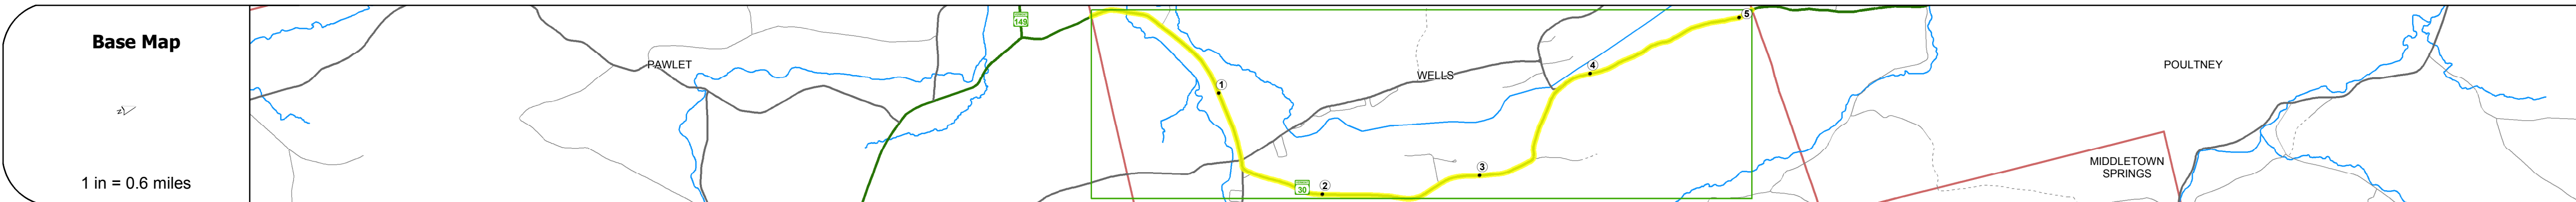 Base Map
N
1 in = 0.6 miles
PAWLET
149
1
WELLS
30
2
3
4
5
POULTNEY
MIDDLETOWN
SPRINGS